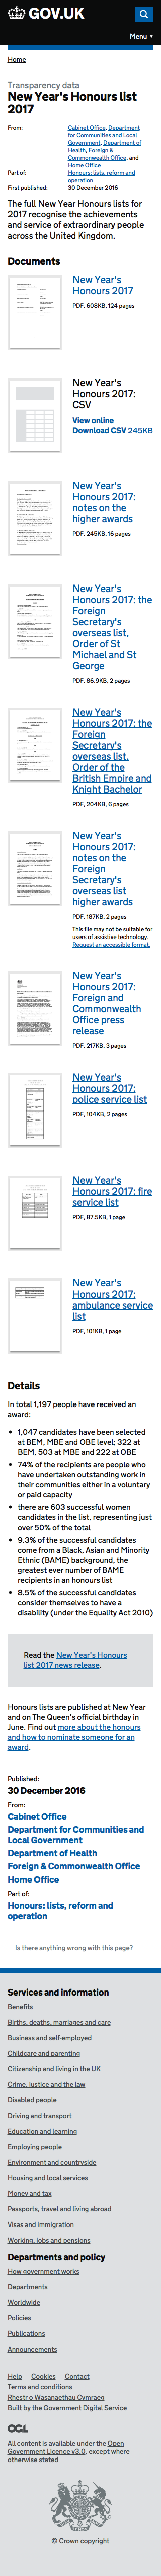 GOV.UK
Menu ▼
Home
Transparency data
New Year's Honours list
2017
From:
Cabinet Office, Department
for Communities and Local
Government, Department of
Health, Foreign &
Commonwealth Office, and
Home Office
Part of:
Honours: lists, reform and
operation
First published:
30 December 2016
The full New Year Honours lists for
2017 recognise the achievements
and service of extraordinary people
across the United Kingdom.
Documents
New Year's
Honours 2017
PDF, 608KB, 124 pages
New Year's
Honours 2017:
CSV
View online
Download CSV 245KB
New Year's
Honours 2017:
notes on the
higher awards
PDF, 245KB, 16 pages
New Year's
Honours 2017: the
Foreign
Secretary's
overseas list,
Order of St
Michael and St
George
PDF, 86.9KB, 2 pages
New Year's
Honours 2017: the
Foreign
Secretary's
overseas list,
Order of the
British Empire and
Knight Bachelor
PDF, 204KB, 6 pages
New Year's
Honours 2017:
notes on the
Foreign
Secretary's
overseas list
higher awards
PDF, 187KB, 2 pages
This file may not be suitable for
users of assistive technology.
Request an accessible format.
New Year's
Honours 2017:
Foreign and
Commonwealth
Office press
release
PDF, 217KB, 3 pages
New Year's
Honours 2017:
police service list
PDF, 104KB, 2 pages
New Year's
Honours 2017: fire
service list
PDF, 87.5KB, 1 page
New Year's
Honours 2017:
ambulance service
list
PDF, 101KB, 1 page
Details
In total 1,197 people have received an
award:
• 1,047 candidates have been selected
at BEM, MBE and OBE level; 322 at
BEM, 503 at MBE and 222 at OBE
• 74% of the recipients are people who
have undertaken outstanding work in
their communities either in a voluntary
or paid capacity
• there are 603 successful women
candidates in the list, representing just
over 50% of the total
• 9.3% of the successful candidates
come from a Black, Asian and Minority
Ethnic (BAME) background, the
greatest ever number of BAME
recipients in an honours list
• 8.5% of the successful candidates
consider themselves to have a
disability (under the Equality Act 2010)
Read the New Year's Honours
list 2017 news release.
Honours lists are published at New Year
and on The Queen's official birthday in
June. Find out more about the honours
and how to nominate someone for an
award.
Published:
30 December 2016
From:
Cabinet Office
Department for Communities and
Local Government
Department of Health
Foreign & Commonwealth Office
Home Office
Part of:
Honours: lists, reform and
operation
Is there anything wrong with this page?
Services and information
Benefits
Births, deaths, marriages and care
Business and self-employed
Childcare and parenting
Citizenship and living in the UK
Crime, justice and the law
Disabled people
Driving and transport
Education and learning
Employing people
Environment and countryside
Housing and local services
Money and tax
Passports, travel and living abroad
Visas and immigration
Working, jobs and pensions
Departments and policy
How government works
Departments
Worldwide
Policies
Publications
Announcements
Help Cookies Contact
Terms and conditions
Rhestr o Wasanaethau Cymraeg
Built by the Government Digital Service
OGL
All content is available under the Open
Government Licence v3.0, except where
otherwise stated
© Crown copyright